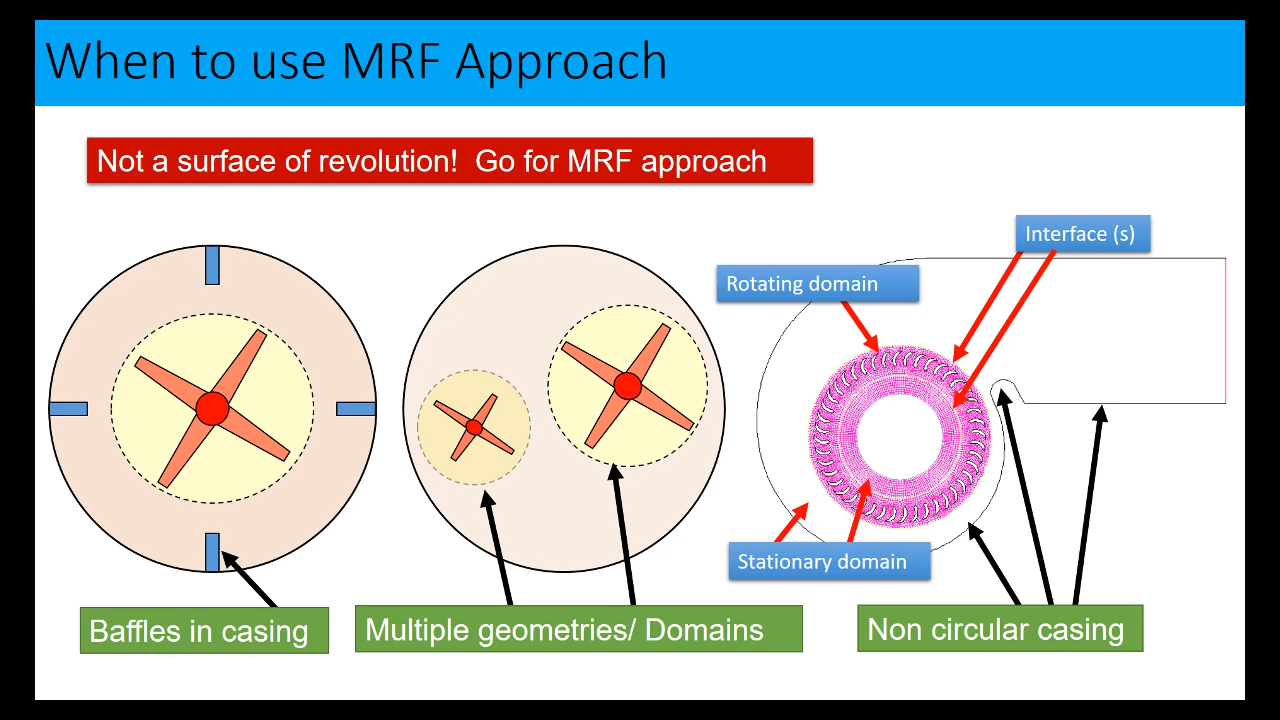 When to use MRF Approach
Not a surface of revolution!  Go for MRF approach
Interface (s)
Rotating domain
Stationary domain
Baffles in casing
Multiple geometries/ Domains
Non circular casing